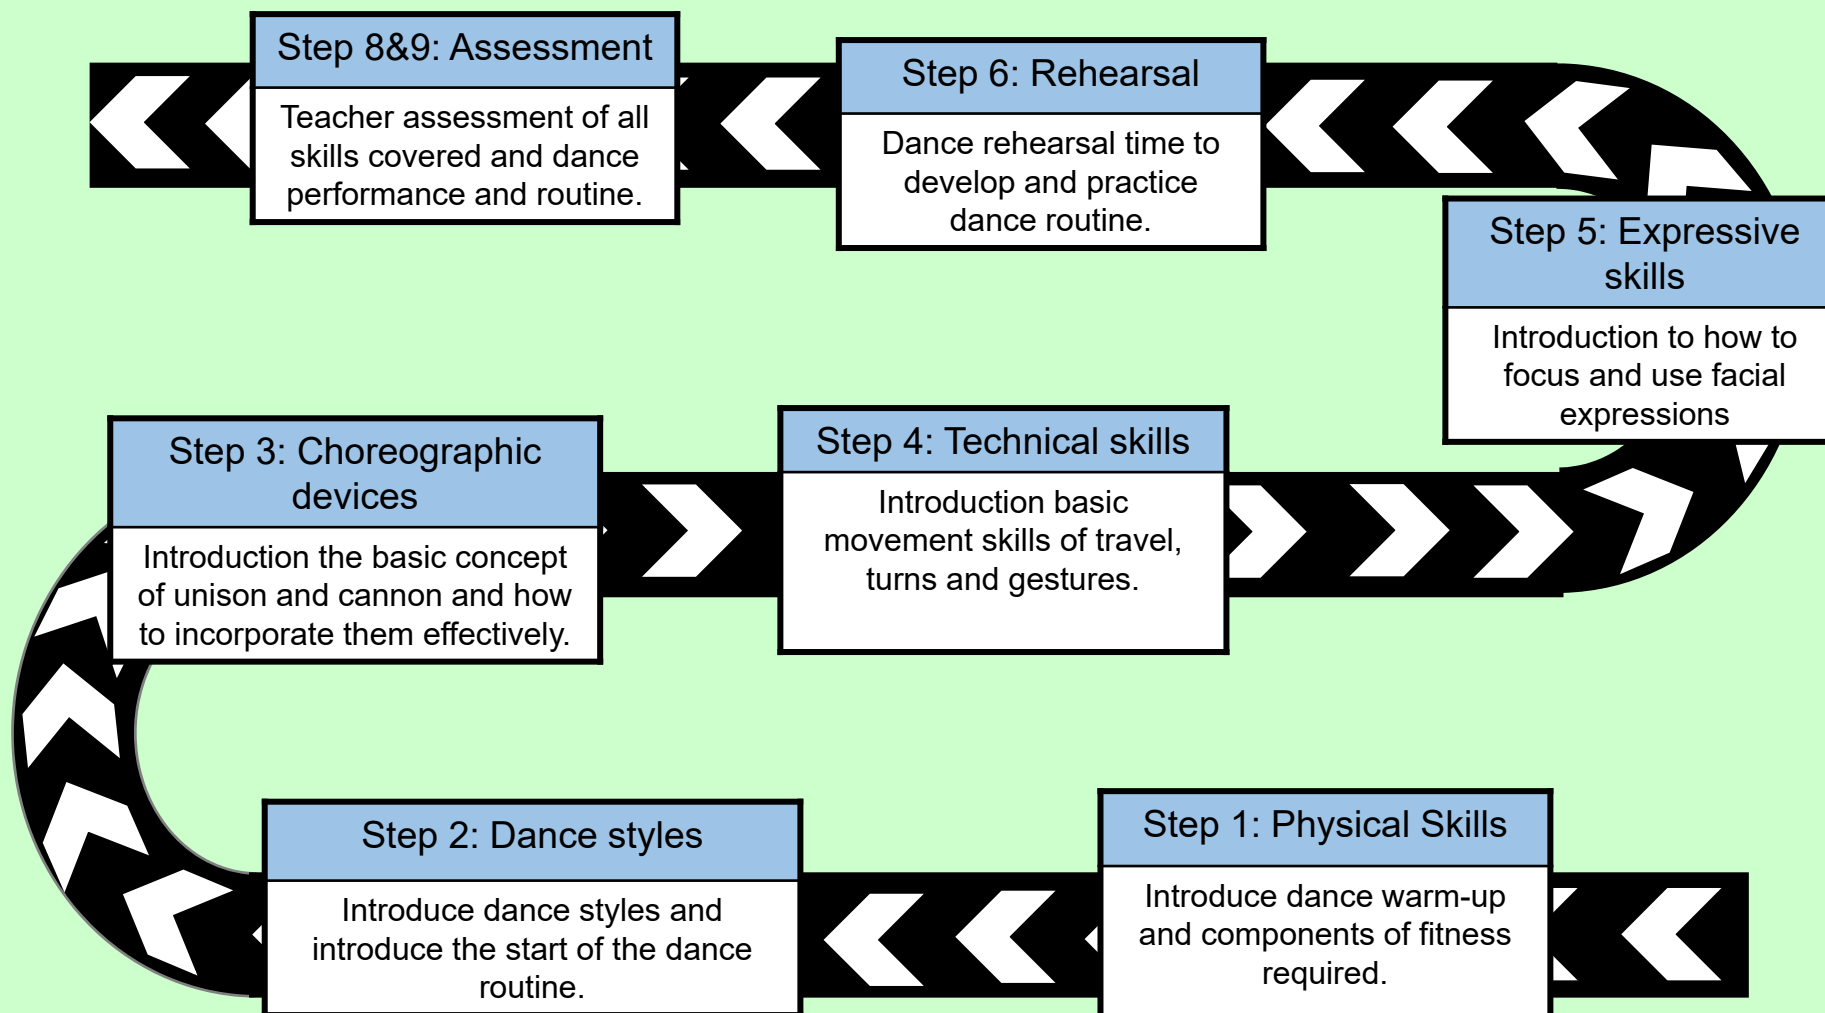 Step 8&9: Assessment
Teacher assessment of all
skills covered and dance
performance and routine.
Step 6: Rehearsal
Dance rehearsal time to
develop and practice
dance routine.
Step 5: Expressive
skills
Introduction to how to
focus and use facial
expressions
Step 3: Choreographic
devices
Introduction the basic concept
of unison and cannon and how
to incorporate them effectively.
Step 4: Technical skills
Introduction basic
movement skills of travel,
turns and gestures.
Step 2: Dance styles
Introduce dance styles and
introduce the start of the dance
routine.
Step 1: Physical Skills
Introduce dance warm-up
and components of fitness
required.